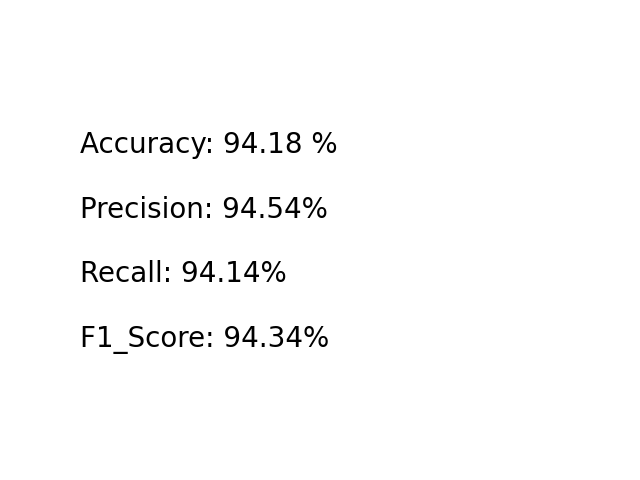 Accuracy: 94.18 %
Precision: 94.54%
Recall: 94.14%
F1_Score: 94.34%